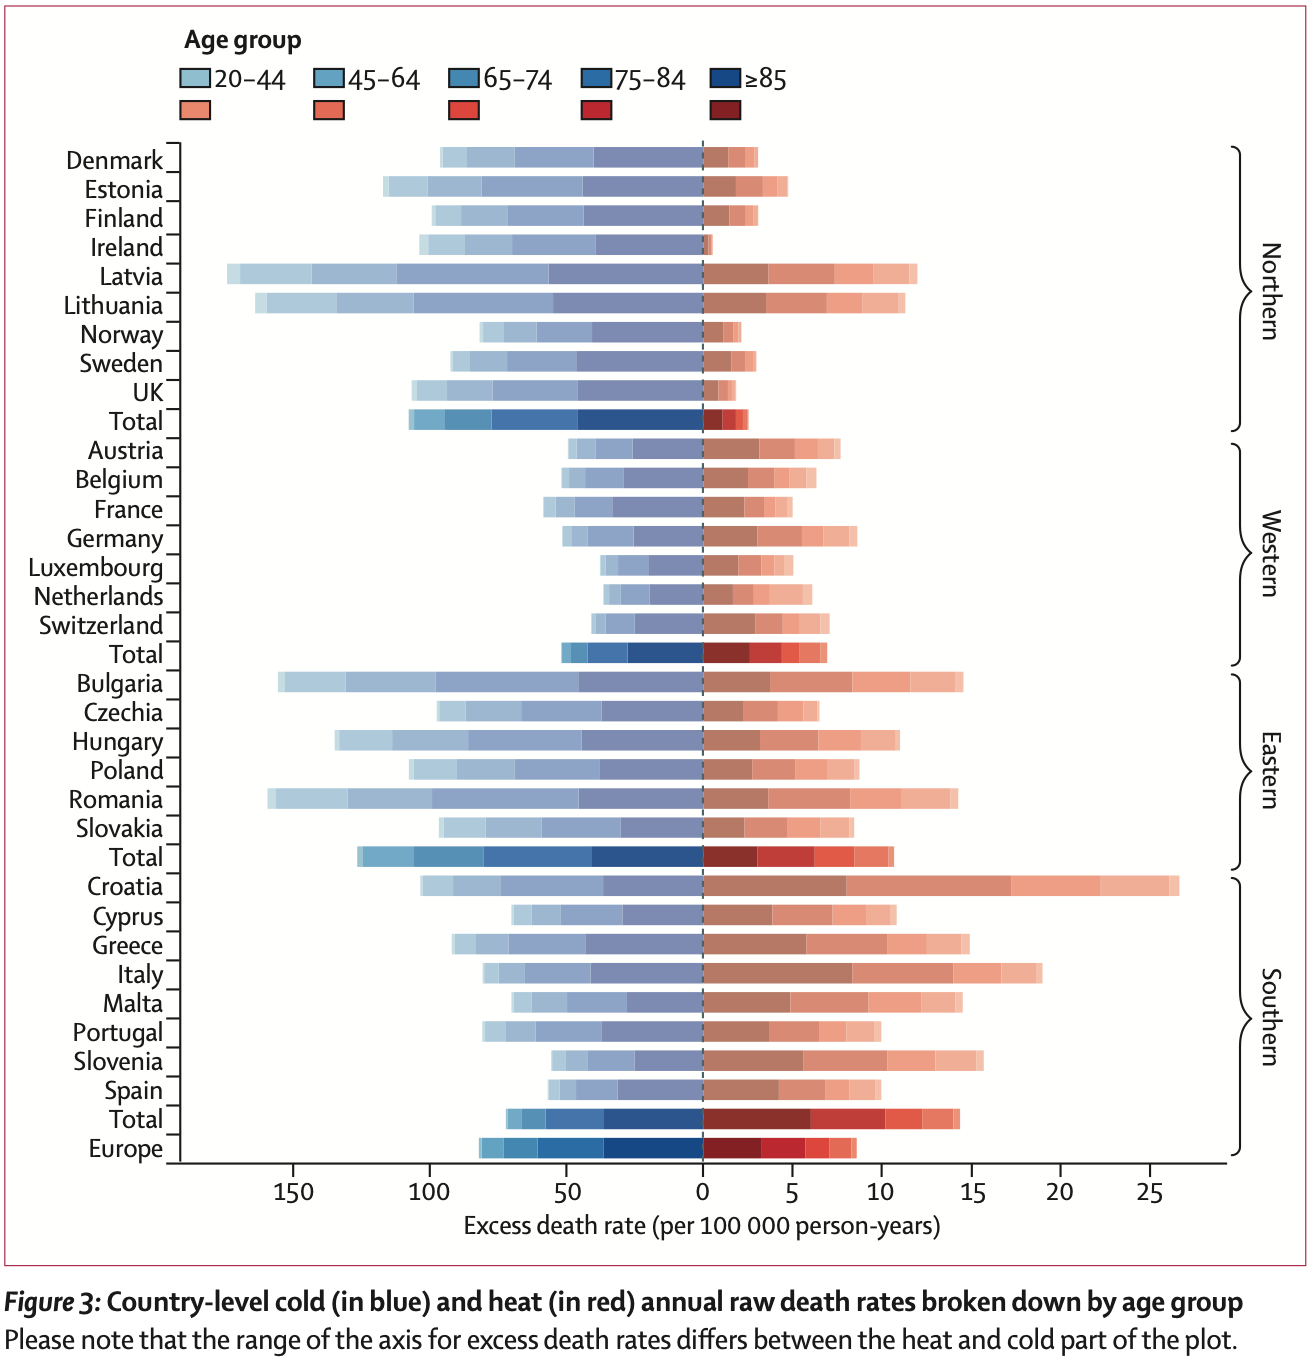 Age group
20–44 45–64 65–74 75–84 ≥85
Denmark
Estonia
Finland
Ireland
Latvia
Lithuania
Norway
Sweden
UK
Total
Northern
Austria
Belgium
France
Germany
Luxembourg
Netherlands
Switzerland
Total
Western
Bulgaria
Czechia
Hungary
Poland
Romania
Slovakia
Total
Eastern
Croatia
Cyprus
Greece
Italy
Malta
Portugal
Slovenia
Spain
Total
Europe
Southern
150 100 50 0 5 10 15 20 25
Excess death rate (per 100 000 person-years)
Figure 3: Country-level cold (in blue) and heat (in red) annual raw death rates broken down by age group
Please note that the range of the axis for excess death rates differs between the heat and cold part of the plot.